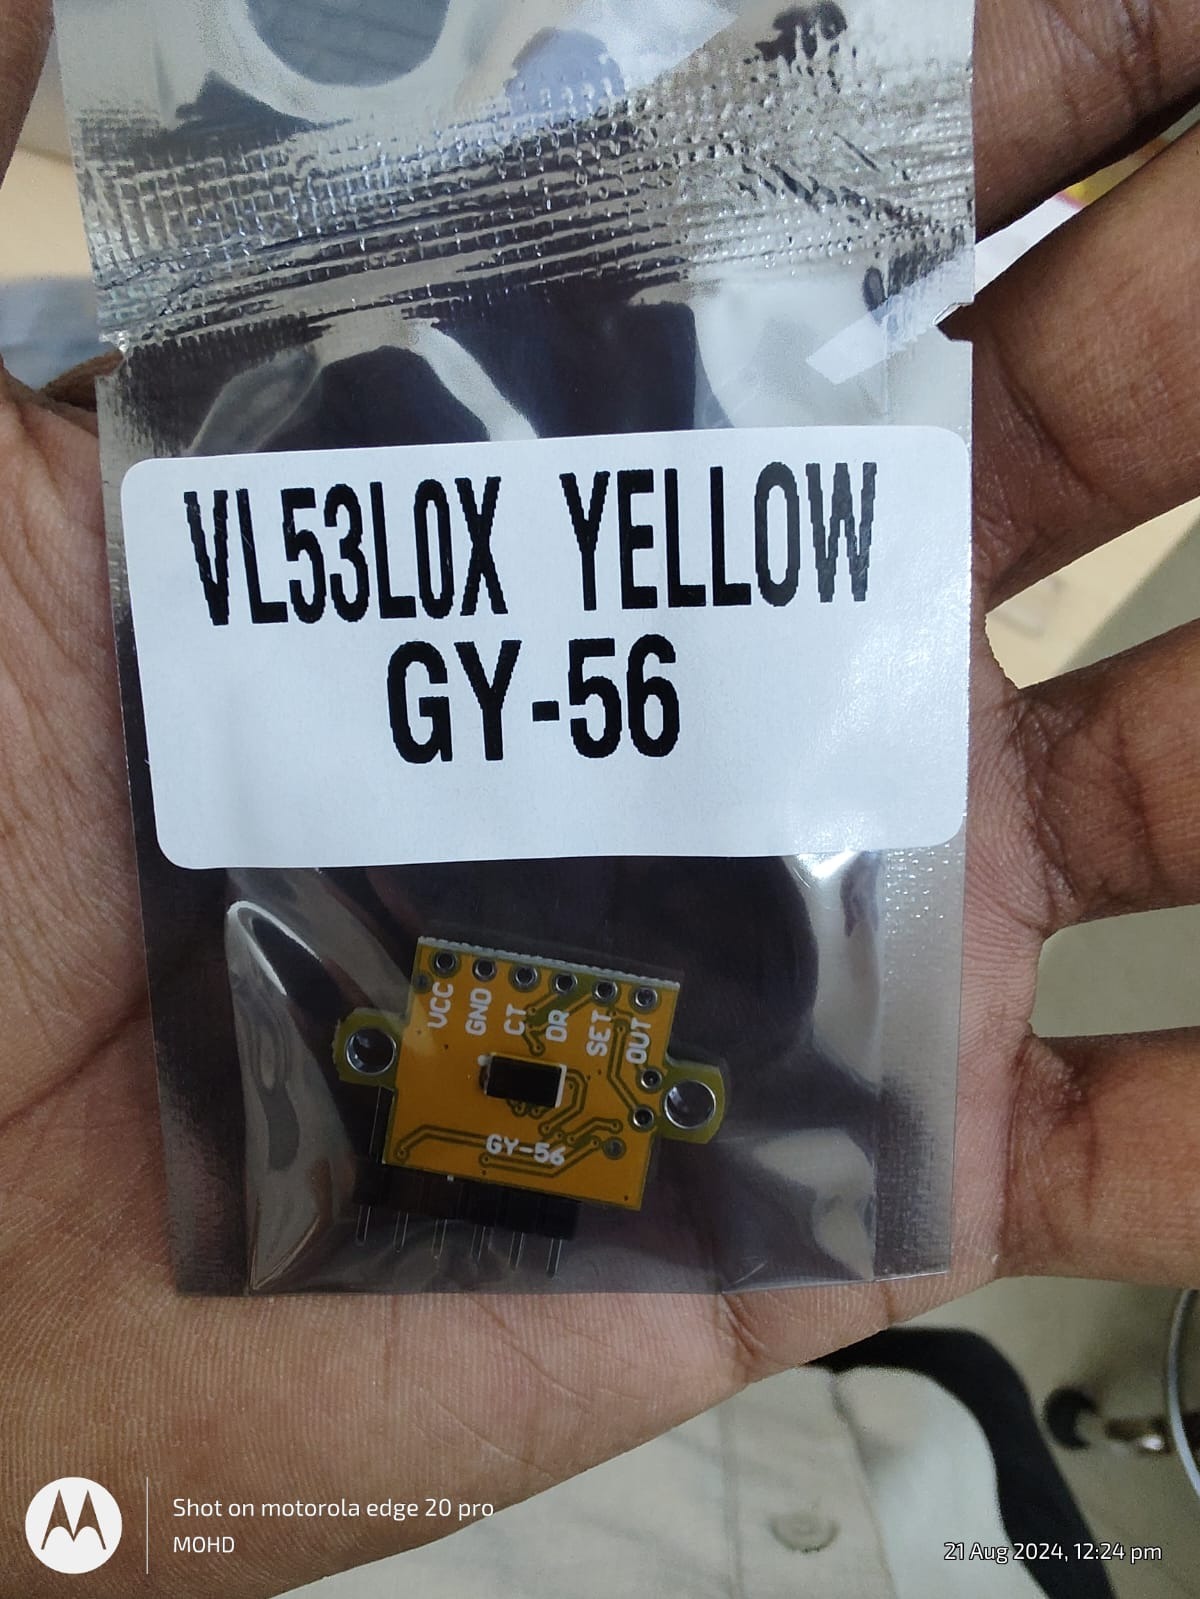 VL53L0X YELLOW
GY-56
VCC GND CT DR SET OUT
GY-56
Shot on motorola edge 20 pro
MOHD
21 Aug 2024, 12:24 pm